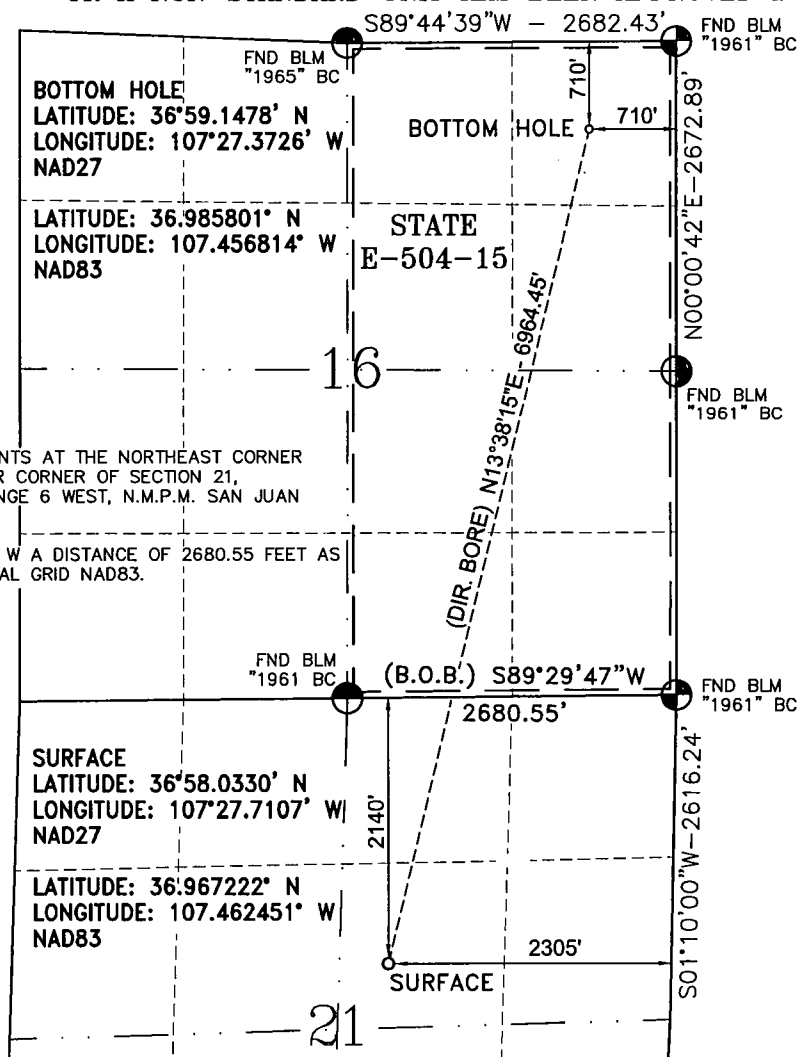 S89°44'39"W – 2682.43'
FND BLM
"1965" BC
FND BLM
"1961" BC
BOTTOM HOLE
LATITUDE: 36°59.1478' N
LONGITUDE: 107°27.3726' W
NAD27
LATITUDE: 36.985801° N
LONGITUDE: 107.456814° W
NAD83
710'
710'
BOTTOM HOLE
STATE
E-504-15
N00°00'42"E-2672.89'
16
FND BLM
"1961" BC
(DIR. BORE) N13°38'15"E - 6964.45'
NTS AT THE NORTHEAST CORNER
R CORNER OF SECTION 21,
NGE 6 WEST, N.M.P.M. SAN JUAN
W A DISTANCE OF 2680.55 FEET AS
AL GRID NAD83.
FND BLM
"1961 BC
(B.O.B.) S89°29'47"W
2680.55'
FND BLM
"1961" BC
SURFACE
LATITUDE: 36°58.0330' N
LONGITUDE: 107°27.7107' W
NAD27
LATITUDE: 36.967222° N
LONGITUDE: 107.462451° W
NAD83
2140'
2305'
SURFACE
S01°10'00"W-2616.24'
21